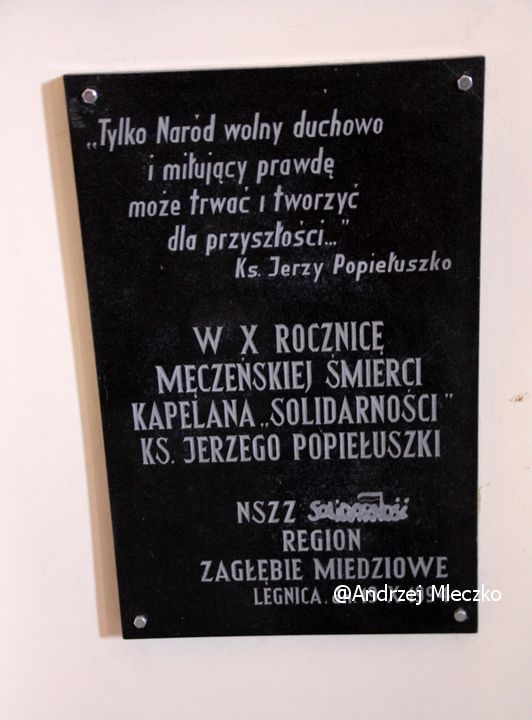 „Tylko Naród wolny duchowo
i miłujący prawdę
może trwać i tworzyć
dla przyszłości..."
Ks. Jerzy Popiełuszko
W X ROCZNICĘ
MĘCZEŃSKIEJ ŚMIERCI
KAPELANA „SOLIDARNOŚCI"
KS. JERZEGO POPIEŁUSZKI
NSZZ SOLIDARNOŚĆ
REGION
ZAGŁĘBIE MIEDZIOWE
LEGNICA,
@Andrzej Mleczko